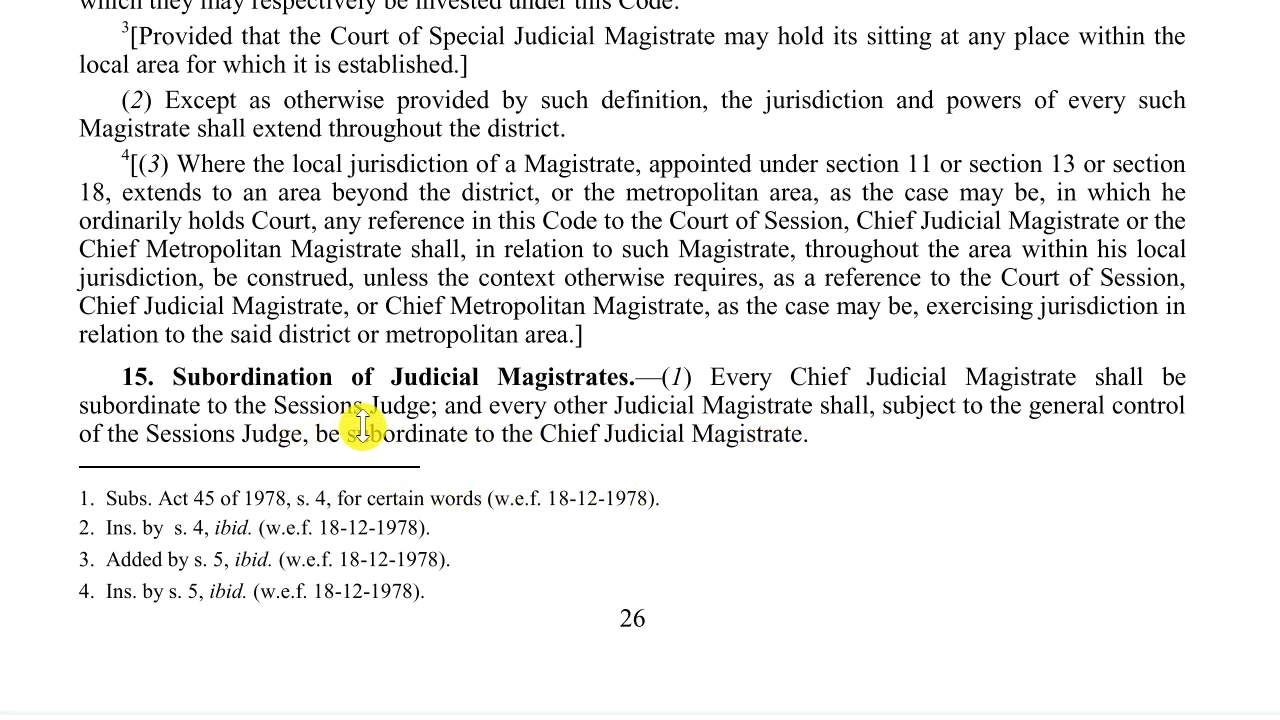 which they may respectively be invested under this Code.
3[Provided that the Court of Special Judicial Magistrate may hold its sitting at any place within the
local area for which it is established.]
(2) Except as otherwise provided by such definition, the jurisdiction and powers of every such
Magistrate shall extend throughout the district.
4[(3) Where the local jurisdiction of a Magistrate, appointed under section 11 or section 13 or section
18, extends to an area beyond the district, or the metropolitan area, as the case may be, in which he
ordinarily holds Court, any reference in this Code to the Court of Session, Chief Judicial Magistrate or the
Chief Metropolitan Magistrate shall, in relation to such Magistrate, throughout the area within his local
jurisdiction, be construed, unless the context otherwise requires, as a reference to the Court of Session,
Chief Judicial Magistrate, or Chief Metropolitan Magistrate, as the case may be, exercising jurisdiction in
relation to the said district or metropolitan area.]
15. Subordination of Judicial Magistrates.—(1) Every Chief Judicial Magistrate shall be
subordinate to the Sessions Judge; and every other Judicial Magistrate shall, subject to the general control
of the Sessions Judge, be subordinate to the Chief Judicial Magistrate.
1. Subs. Act 45 of 1978, s. 4, for certain words (w.e.f. 18-12-1978).
2. Ins. by s. 4, ibid. (w.e.f. 18-12-1978).
3. Added by s. 5, ibid. (w.e.f. 18-12-1978).
4. Ins. by s. 5, ibid. (w.e.f. 18-12-1978).
26